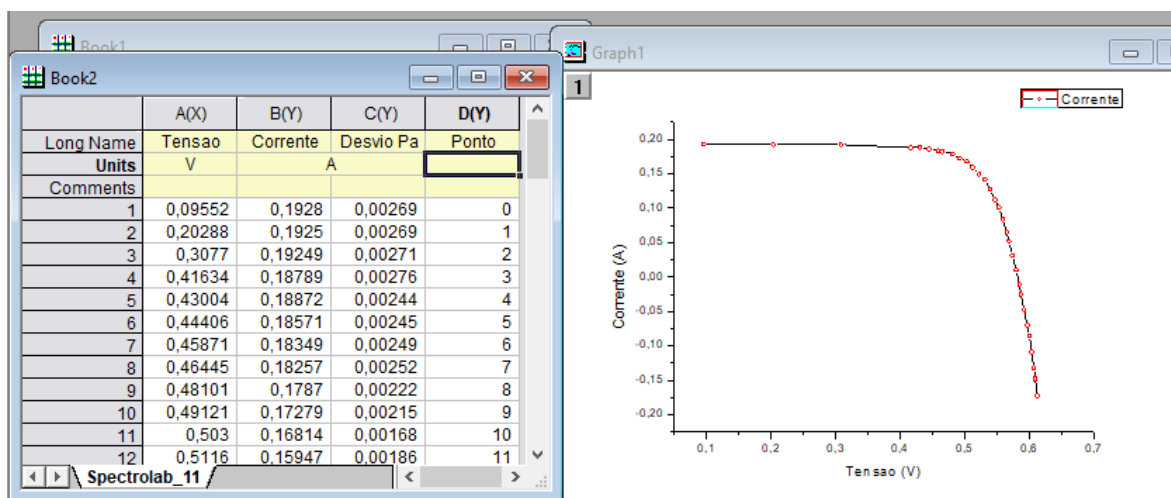 Book1
Book2
A(X) B(Y) C(Y) D(Y)
Long Name Tensao Corrente Desvio Pa Ponto
Units V A
Comments
1 0,09552 0,1928 0,00269 0
2 0,20288 0,1925 0,00269 1
3 0,3077 0,19249 0,00271 2
4 0,41634 0,18789 0,00276 3
5 0,43004 0,18872 0,00244 4
6 0,44406 0,18571 0,00245 5
7 0,45871 0,18349 0,00249 6
8 0,46445 0,18257 0,00252 7
9 0,48101 0,1787 0,00222 8
10 0,49121 0,17279 0,00215 9
11 0,503 0,16814 0,00168 10
12 0,5116 0,15947 0,00186 11
Spectrolab_11
Graph1
1
Corrente
0,20
0,15
0,10
0,05
0,00
-0,05
-0,10
-0,15
-0,20
Corrente (A)
0,1 0,2 0,3 0,4 0,5 0,6 0,7
Tensao (V)